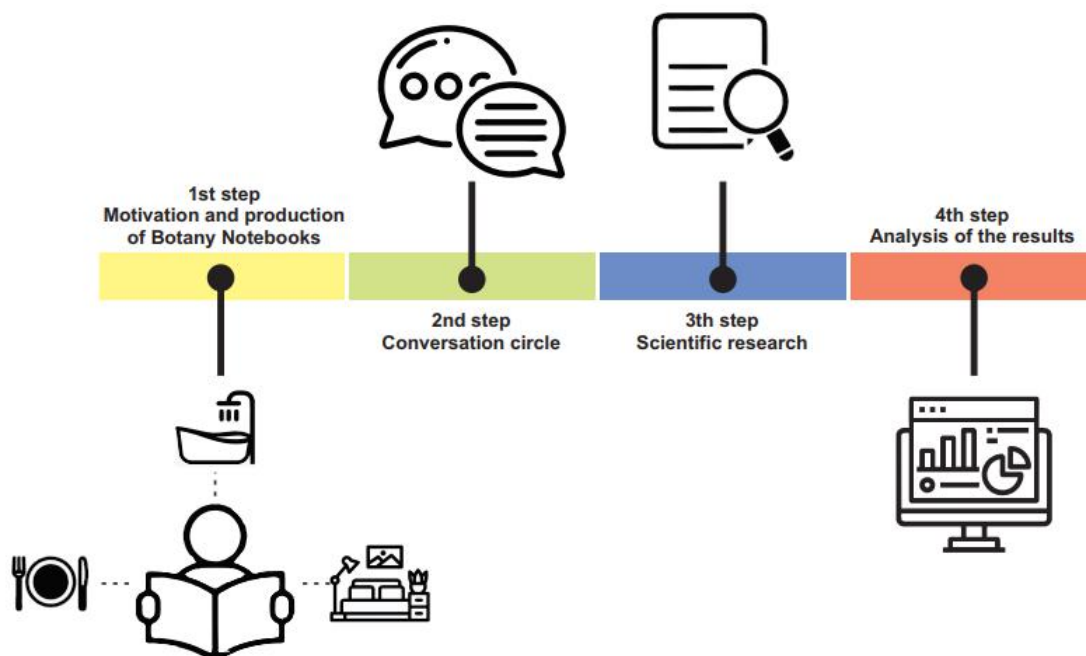 1st step
Motivation and production
of Botany Notebooks
2nd step
Conversation circle
3th step
Scientific research
4th step
Analysis of the results